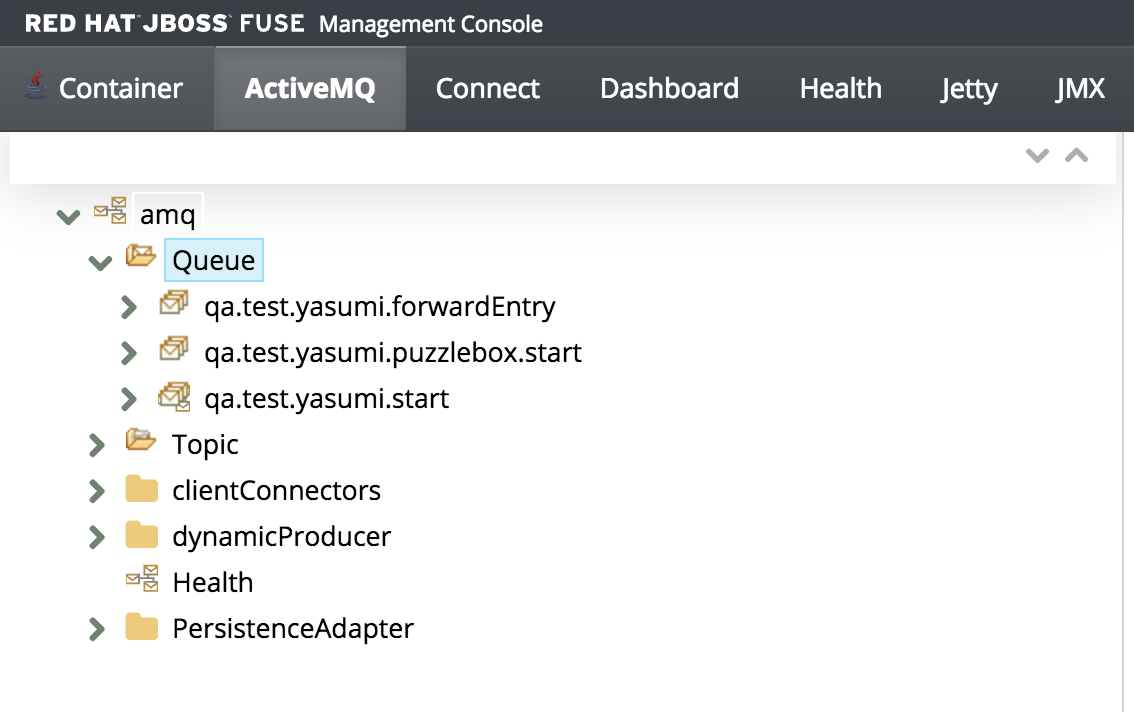 RED HAT JBOSS FUSE Management Console
Container ActiveMQ Connect Dashboard Health Jetty JMX
amq
Queue
qa.test.yasumi.forwardEntry
qa.test.yasumi.puzzlebox.start
qa.test.yasumi.start
Topic
clientConnectors
dynamicProducer
Health
PersistenceAdapter